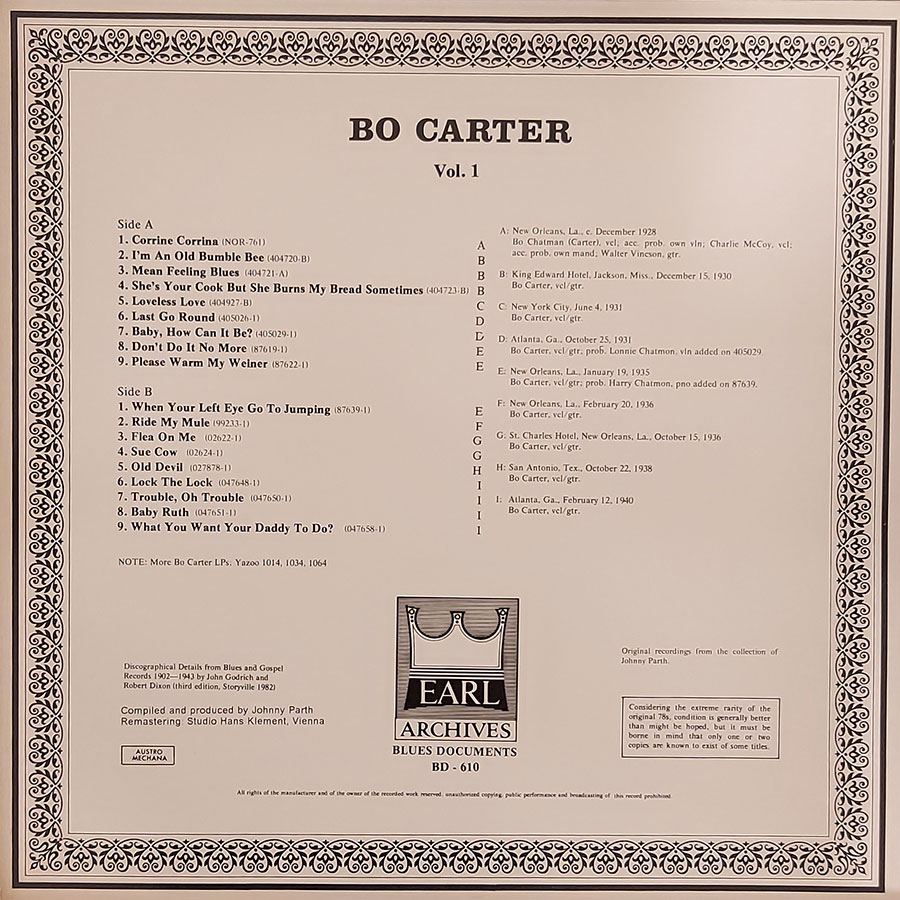 BO CARTER
Vol. 1
Side A
1. Corrine Corrina (NOR-761) A
2. I'm An Old Bumble Bee (404720-B) B
3. Mean Feeling Blues (404721-A) B
4. She's Your Cook But She Burns My Bread Sometimes (404723-B) B
5. Loveless Love (404927-B) C
6. Last Go Round (405026-1) D
7. Baby, How Can It Be? (405029-1) D
8. Don't Do It No More (87619-1) E
9. Please Warm My Weiner (87622-1) E
Side B
1. When Your Left Eye Go To Jumping (87639-1) E
2. Ride My Mule (99233-1) F
3. Flea On Me (02622-1) G
4. Sue Cow (02624-1) G
5. Old Devil (027878-1) H
6. Lock The Lock (047648-1) I
7. Trouble, Oh Trouble (047650-1) I
8. Baby Ruth (047651-1) I
9. What You Want Your Daddy To Do? (047658-1) I
NOTE: More Bo Carter LPs: Yazoo 1014, 1034, 1064
A: New Orleans, La., c. December 1928
Bo Chatman (Carter), vcl; acc. prob. own vln; Charlie McCoy, vcl;
acc. prob. own mand; Walter Vincson, gtr.
B: King Edward Hotel, Jackson, Miss., December 15, 1930
Bo Carter, vcl/gtr.
C: New York City, June 4, 1931
Bo Carter, vcl/gtr.
D: Atlanta, Ga., October 25, 1931
Bo Carter, vcl/gtr; prob. Lonnie Chatmon, vln added on 405029.
E: New Orleans, La., January 19, 1935
Bo Carter, vcl/gtr; prob. Harry Chatmon, pno added on 87639.
F: New Orleans, La., February 20, 1936
Bo Carter, vcl/gtr.
G: St. Charles Hotel, New Orleans, La., October 15, 1936
Bo Carter, vcl/gtr.
H: San Antonio, Tex., October 22, 1938
Bo Carter, vcl/gtr.
I: Atlanta, Ga., February 12, 1940
Bo Carter, vcl/gtr.
Discographical Details from Blues and Gospel
Records 1902—1943 by John Godrich and
Robert Dixon (third edition, Storyville 1982)
Compiled and produced by Johnny Parth
Remastering: Studio Hans Klement, Vienna
AUSTRO
MECHANA
EARL
ARCHIVES
BLUES DOCUMENTS
BD - 610
Original recordings from the collection of
Johnny Parth.
Considering the extreme rarity of the
original 78s, condition is generally better
than might be hoped, but it must be
borne in mind that only one or two
copies are known to exist of some titles.
All rights of the manufacturer and of the owner of the recorded work reserved, unauthorized copying, public performance and broadcasting of this record prohibited.